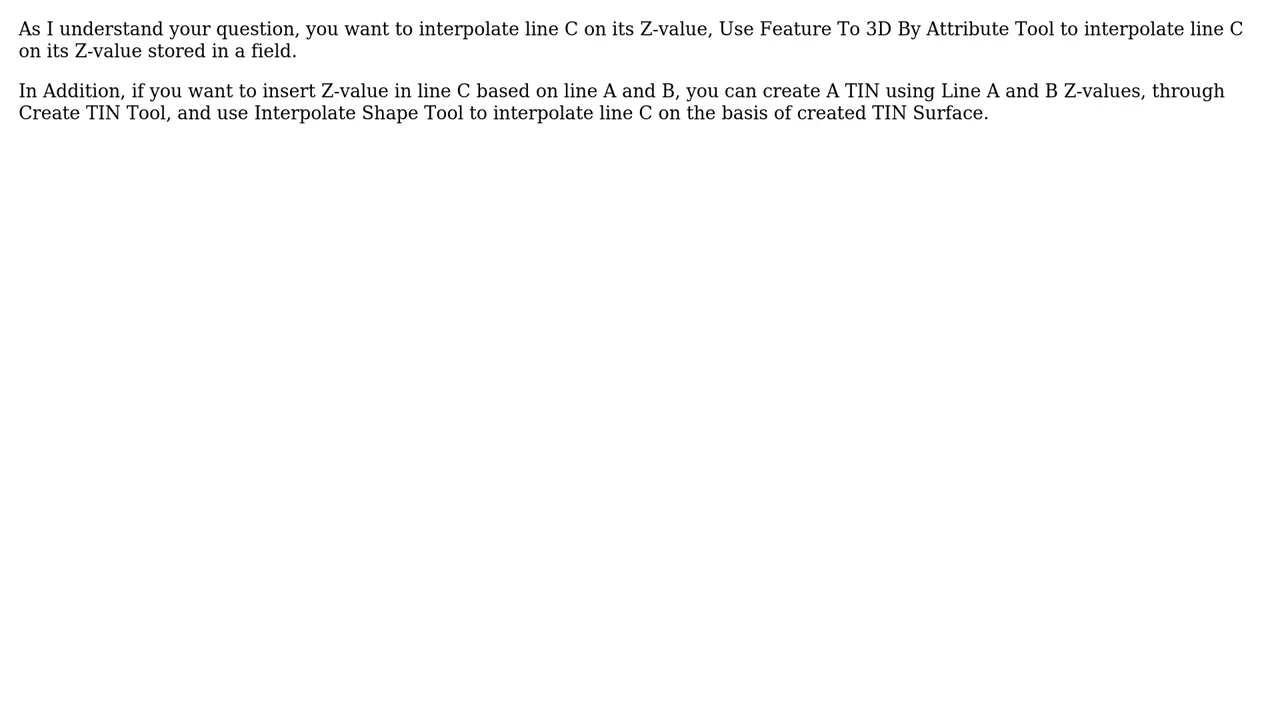 As I understand your question, you want to interpolate line C on its Z-value, Use Feature To 3D By Attribute Tool to interpolate line C
on its Z-value stored in a field.
In Addition, if you want to insert Z-value in line C based on line A and B, you can create A TIN using Line A and B Z-values, through
Create TIN Tool, and use Interpolate Shape Tool to interpolate line C on the basis of created TIN Surface.